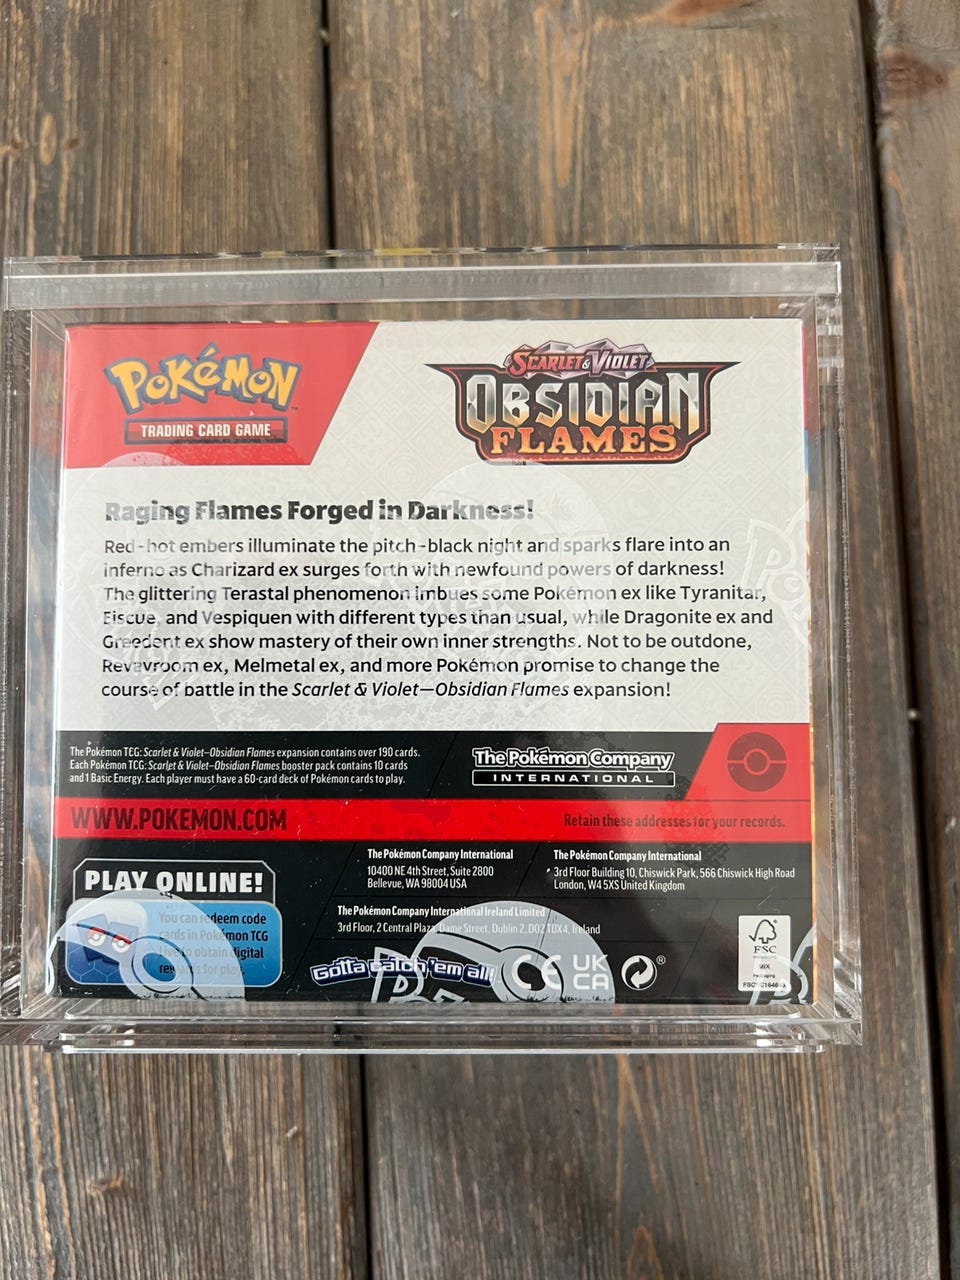 POKéMON
TRADING CARD GAME
SCARLET & VIOLET
OBSIDIAN
FLAMES
Raging Flames Forged in Darkness!
Red-hot embers illuminate the pitch-black night and sparks flare into an
inferno as Charizard ex surges forth with newfound powers of darkness!
The glittering Terastal phenomenon imbues some Pokémon ex like Tyranitar,
Eiscue, and Vespiquen with different types than usual, while Dragonite ex and
Greedent ex show mastery of their own inner strengths. Not to be outdone,
Revavroom ex, Melmetal ex, and more Pokémon promise to change the
course of battle in the Scarlet & Violet—Obsidian Flames expansion!
The Pokémon TCG: Scarlet & Violet–Obsidian Flames expansion contains over 190 cards.
Each Pokémon TCG: Scarlet & Violet–Obsidian Flames booster pack contains 10 cards
and 1 Basic Energy. Each player must have a 60-card deck of Pokémon cards to play.
The Pokémon Company
INTERNATIONAL
WWW.POKEMON.COM
Retain these addresses for your records.
The Pokémon Company International
10400 NE 4th Street, Suite 2800
Bellevue, WA 98004 USA
The Pokémon Company International
3rd Floor Building 10, Chiswick Park, 566 Chiswick High Road
London, W4 5XS United Kingdom
The Pokémon Company International Ireland Limited
3rd Floor, 2 Central Plaza, Dame Street, Dublin 2, D02 T0X4, Ireland
PLAY ONLINE!
You can redeem code
cards in Pokémon TCG
Live to obtain digital
rewards for play.
Gotta catch 'em all!
CE
UK
CA
®
FSC
MIX
Packaging